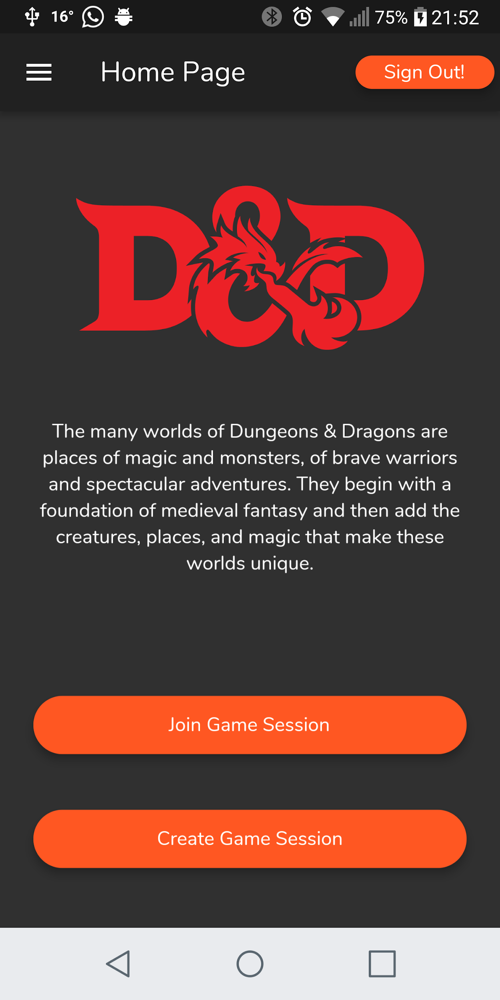 16° 75% 21:52
Home Page Sign Out!
D&D
The many worlds of Dungeons & Dragons are
places of magic and monsters, of brave warriors
and spectacular adventures. They begin with a
foundation of medieval fantasy and then add the
creatures, places, and magic that make these
worlds unique.
Join Game Session
Create Game Session